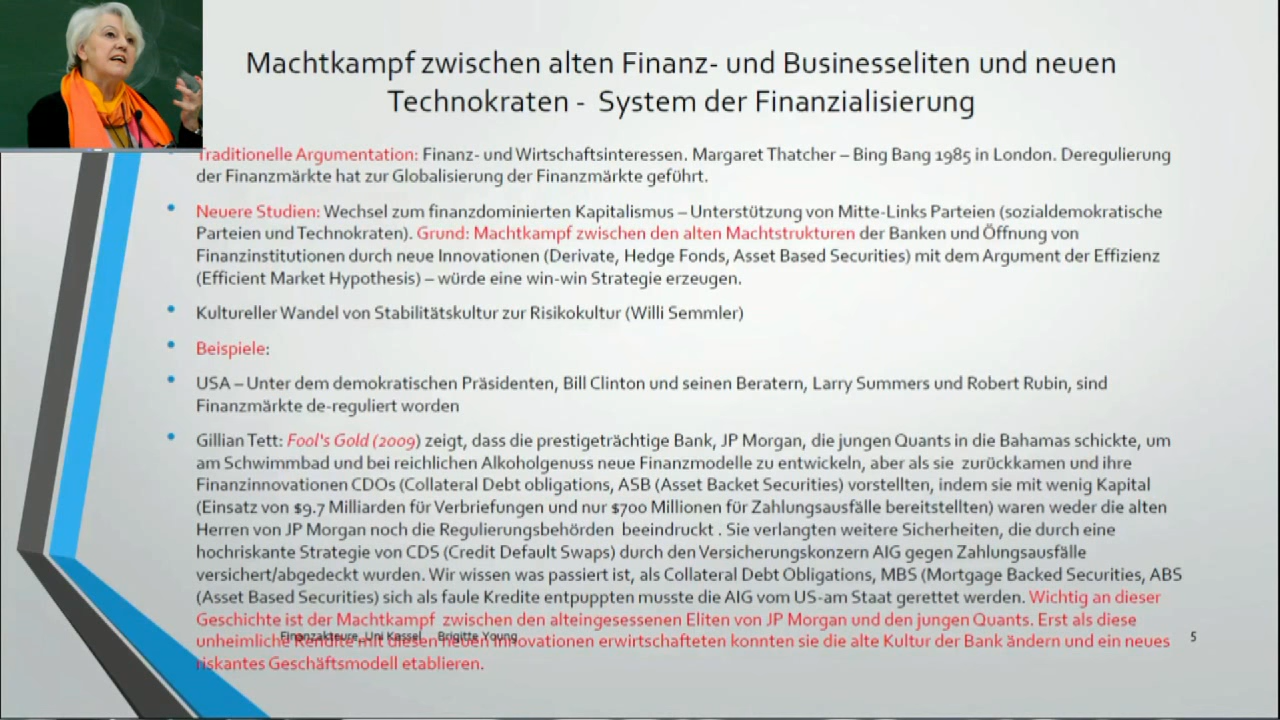 Machtkampf zwischen alten Finanz- und Businesseliten und neuen
Technokraten - System der Finanzialisierung
Traditionelle Argumentation: Finanz- und Wirtschaftsinteressen. Margaret Thatcher – Bing Bang 1985 in London. Deregulierung
der Finanzmärkte hat zur Globalisierung der Finanzmärkte geführt.
Neuere Studien: Wechsel zum finanzdominierten Kapitalismus – Unterstützung von Mitte-Links Parteien (sozialdemokratische
Parteien und Technokraten). Grund: Machtkampf zwischen den alten Machtstrukturen der Banken und Öffnung von
Finanzinstitutionen durch neue Innovationen (Derivate, Hedge Fonds, Asset Based Securities) mit dem Argument der Effizienz
(Efficient Market Hypothesis) – würde eine win-win Strategie erzeugen.
Kultureller Wandel von Stabilitätskultur zur Risikokultur (Willi Semmler)
Beispiele:
USA – Unter dem demokratischen Präsidenten, Bill Clinton und seinen Beratern, Larry Summers und Robert Rubin, sind
Finanzmärkte de-reguliert worden
Gillian Tett: Fool's Gold (2009) zeigt, dass die prestigeträchtige Bank, JP Morgan, die jungen Quants in die Bahamas schickte, um
am Schwimmbad und bei reichlichen Alkoholgenuss neue Finanzmodelle zu entwickeln, aber als sie zurückkamen und ihre
Finanzinnovationen CDOs (Collateral Debt obligations, ASB (Asset Backet Securities) vorstellten, indem sie mit wenig Kapital
(Einsatz von $9.7 Milliarden für Verbriefungen und nur $700 Millionen für Zahlungsausfälle bereitstellten) waren weder die alten
Herren von JP Morgan noch die Regulierungsbehörden beeindruckt . Sie verlangten weitere Sicherheiten, die durch eine
hochriskante Strategie von CDS (Credit Default Swaps) durch den Versicherungskonzern AIG gegen Zahlungsausfälle
versichert/abgedeckt wurden. Wir wissen was passiert ist, als Collateral Debt Obligations, MBS (Mortgage Backed Securities, ABS
(Asset Based Securities) sich als faule Kredite entpuppten musste die AIG vom US-am Staat gerettet werden. Wichtig an dieser
Geschichte ist der Machtkampf zwischen den alteingesessenen Eliten von JP Morgan und den jungen Quants. Erst als diese
unheimliche Rendite mit diesen neuen Innovationen erwirtschafteten konnten sie die alte Kultur der Bank ändern und ein neues
riskantes Geschäftsmodell etablieren.
Finanzakteure, Uni Kassel Brigitte Young
5